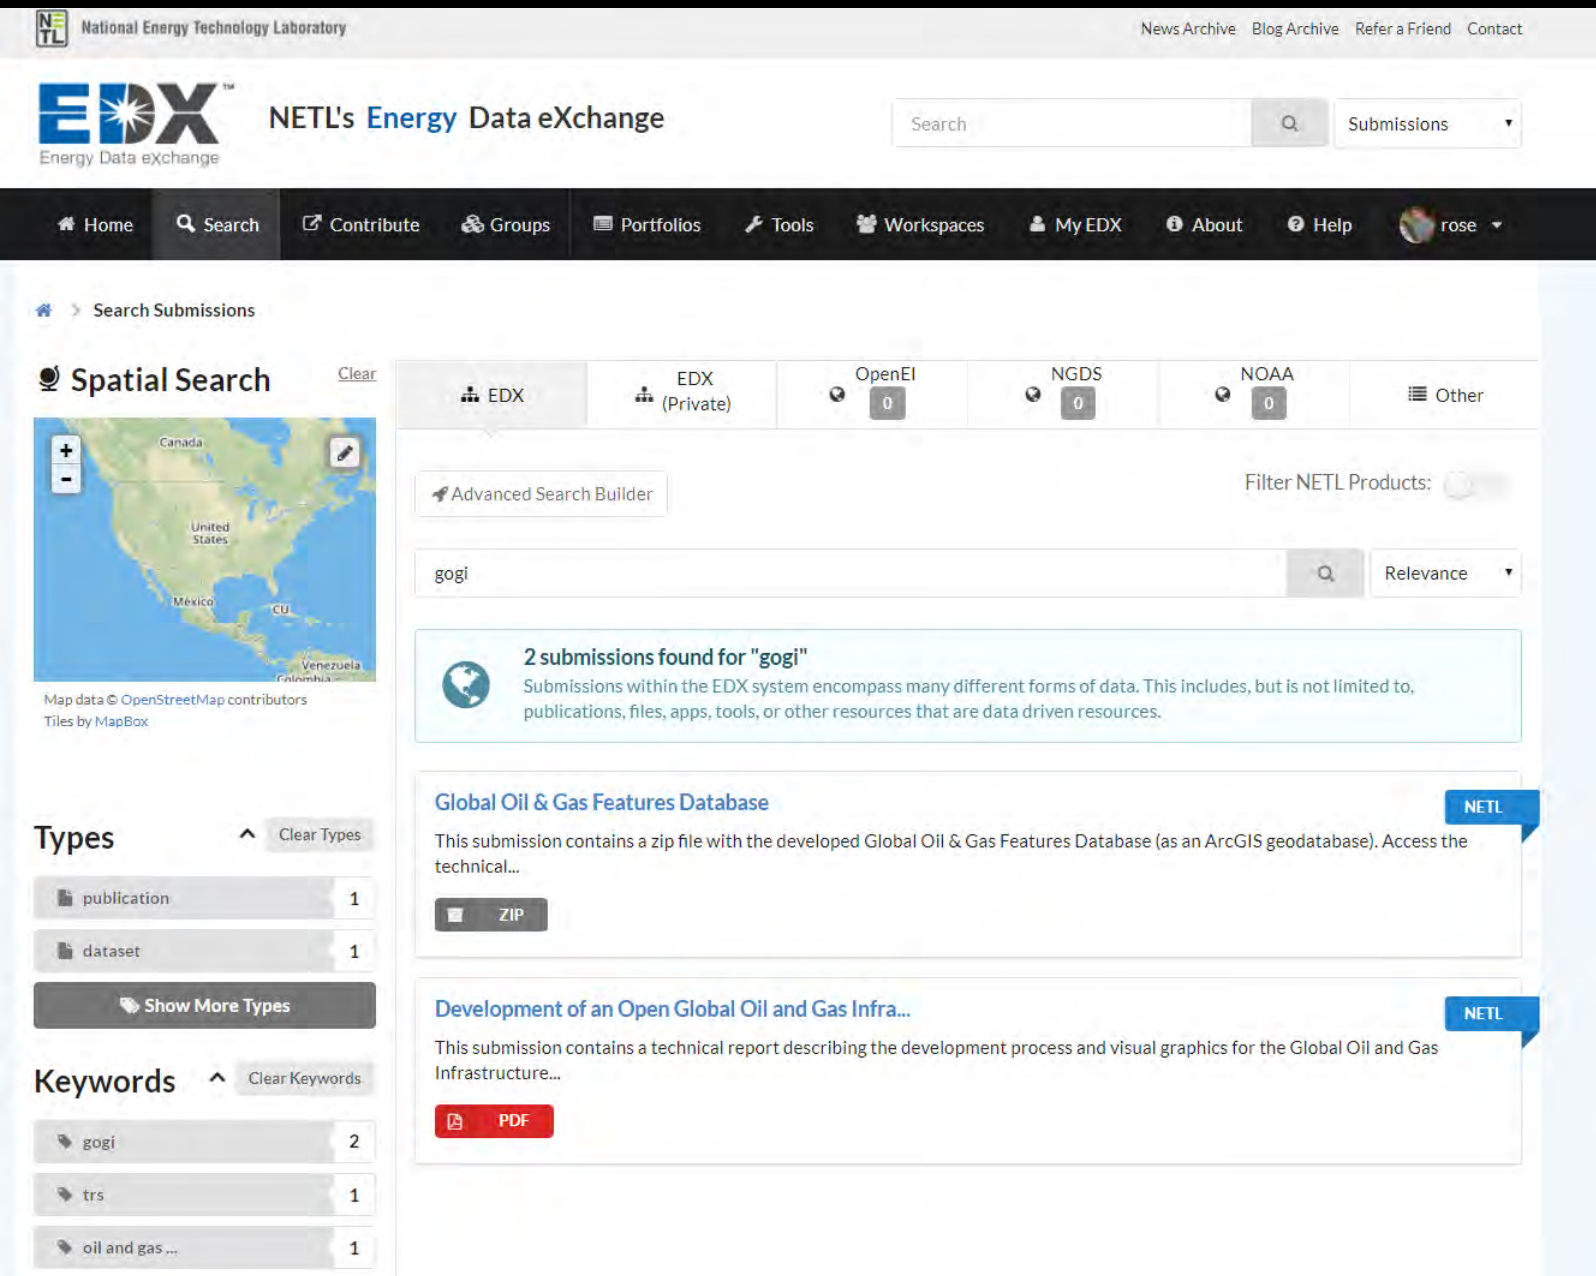 NETL National Energy Technology Laboratory
News Archive Blog Archive Refer a Friend Contact
EDX™
Energy Data eXchange
NETL's Energy Data eXchange
Search
Submissions
Home Search Contribute Groups Portfolios Tools Workspaces My EDX About Help rose
Search Submissions
Spatial Search Clear
Canada
United
States
México
CU
Venezuela
Colombia
Map data © OpenStreetMap contributors
Tiles by MapBox
Types Clear Types
publication 1
dataset 1
Show More Types
Keywords Clear Keywords
gogi 2
trs 1
oil and gas ... 1
EDX
EDX
(Private)
OpenEI
0
NGDS
0
NOAA
0
Other
Advanced Search Builder
Filter NETL Products:
gogi
Relevance
2 submissions found for "gogi"
Submissions within the EDX system encompass many different forms of data. This includes, but is not limited to,
publications, files, apps, tools, or other resources that are data driven resources.
Global Oil & Gas Features Database
NETL
This submission contains a zip file with the developed Global Oil & Gas Features Database (as an ArcGIS geodatabase). Access the
technical...
ZIP
Development of an Open Global Oil and Gas Infra...
NETL
This submission contains a technical report describing the development process and visual graphics for the Global Oil and Gas
Infrastructure...
PDF